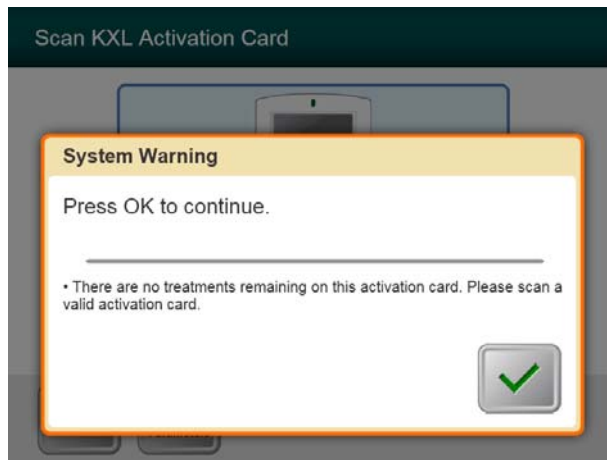 Scan KXL Activation Card
System Warning
Press OK to continue.
• There are no treatments remaining on this activation card. Please scan a
valid activation card.